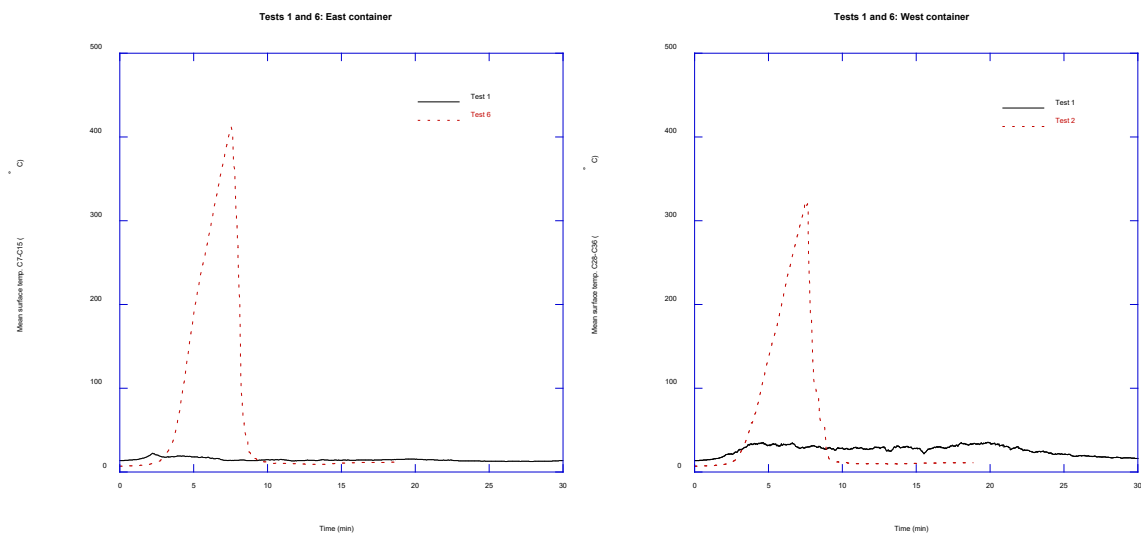 Tests 1 and 6: East container
500
400
300
200
100
0
0
5
10
15
20
25
30
Mean surface temp. C7-C15 (° C)
Time (min)
Test 1
Test 6
Tests 1 and 6: West container
500
400
300
200
100
0
0
5
10
15
20
25
30
Mean surface temp. C28-C36 (° C)
Time (min)
Test 1
Test 2